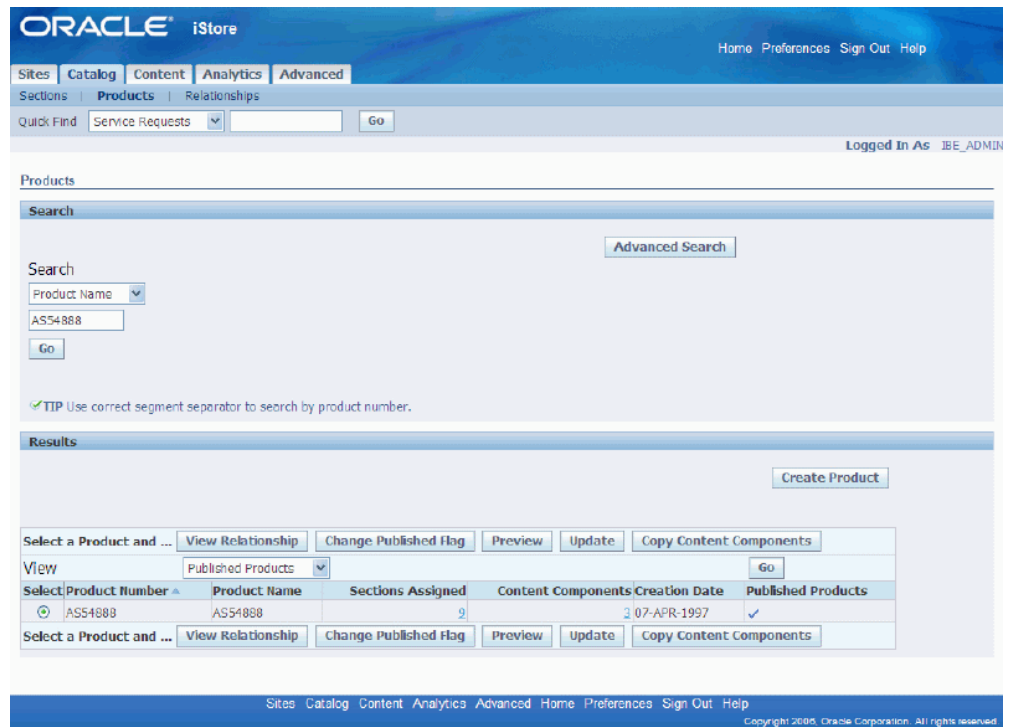 ORACLE iStore
Home Preferences Sign Out Help
Sites Catalog Content Analytics Advanced
Sections | Products | Relationships
Quick Find Service Requests Go
Logged In As IBE_ADMIN
Products
Search
Advanced Search
Search
Product Name
AS54888
Go
TIP Use correct segment separator to search by product number.
Results
Create Product
Select a Product and ... View Relationship Change Published Flag Preview Update Copy Content Components
View Published Products Go
Select Product Number Product Name Sections Assigned Content Components Creation Date Published Products
AS54888 AS54888 9 3 07-APR-1997
Select a Product and ... View Relationship Change Published Flag Preview Update Copy Content Components
Sites Catalog Content Analytics Advanced Home Preferences Sign Out Help
Copyright 2006, Oracle Corporation. All rights reserved.